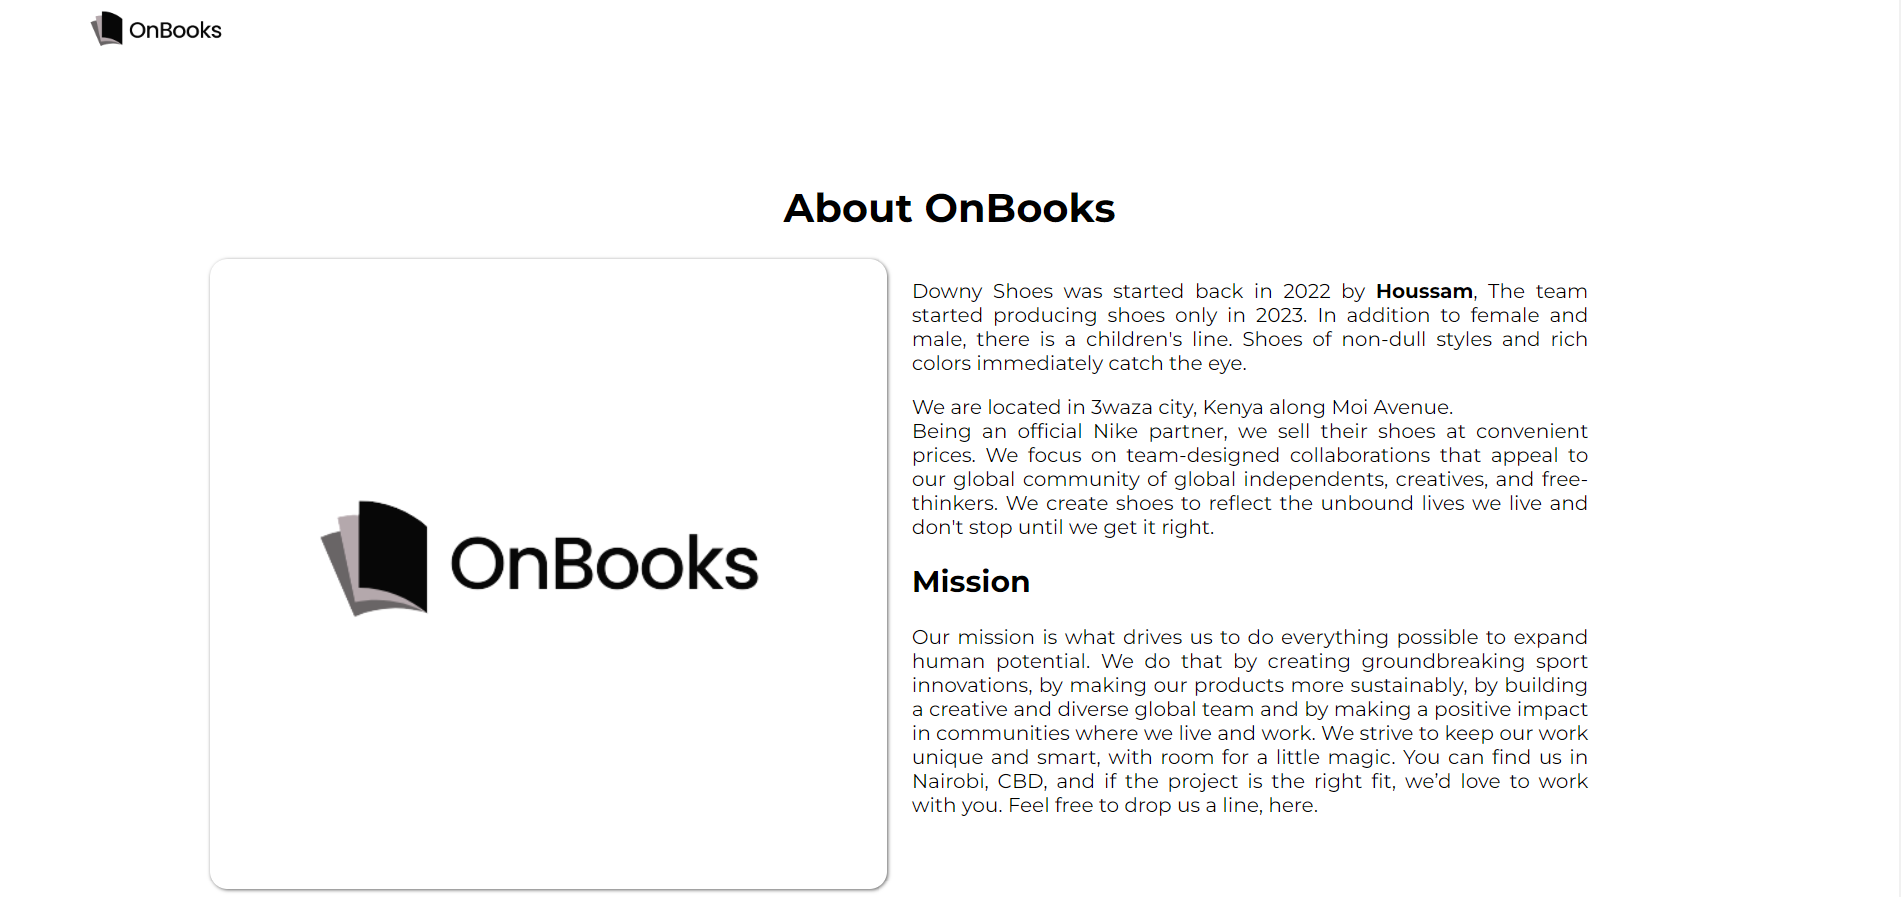 OnBooks
About OnBooks
OnBooks
Downy Shoes was started back in 2022 by Houssam, The team
started producing shoes only in 2023. In addition to female and
male, there is a children's line. Shoes of non-dull styles and rich
colors immediately catch the eye.
We are located in 3waza city, Kenya along Moi Avenue.
Being an official Nike partner, we sell their shoes at convenient
prices. We focus on team-designed collaborations that appeal to
our global community of global independents, creatives, and free-
thinkers. We create shoes to reflect the unbound lives we live and
don't stop until we get it right.
Mission
Our mission is what drives us to do everything possible to expand
human potential. We do that by creating groundbreaking sport
innovations, by making our products more sustainably, by building
a creative and diverse global team and by making a positive impact
in communities where we live and work. We strive to keep our work
unique and smart, with room for a little magic. You can find us in
Nairobi, CBD, and if the project is the right fit, we’d love to work
with you. Feel free to drop us a line, here.